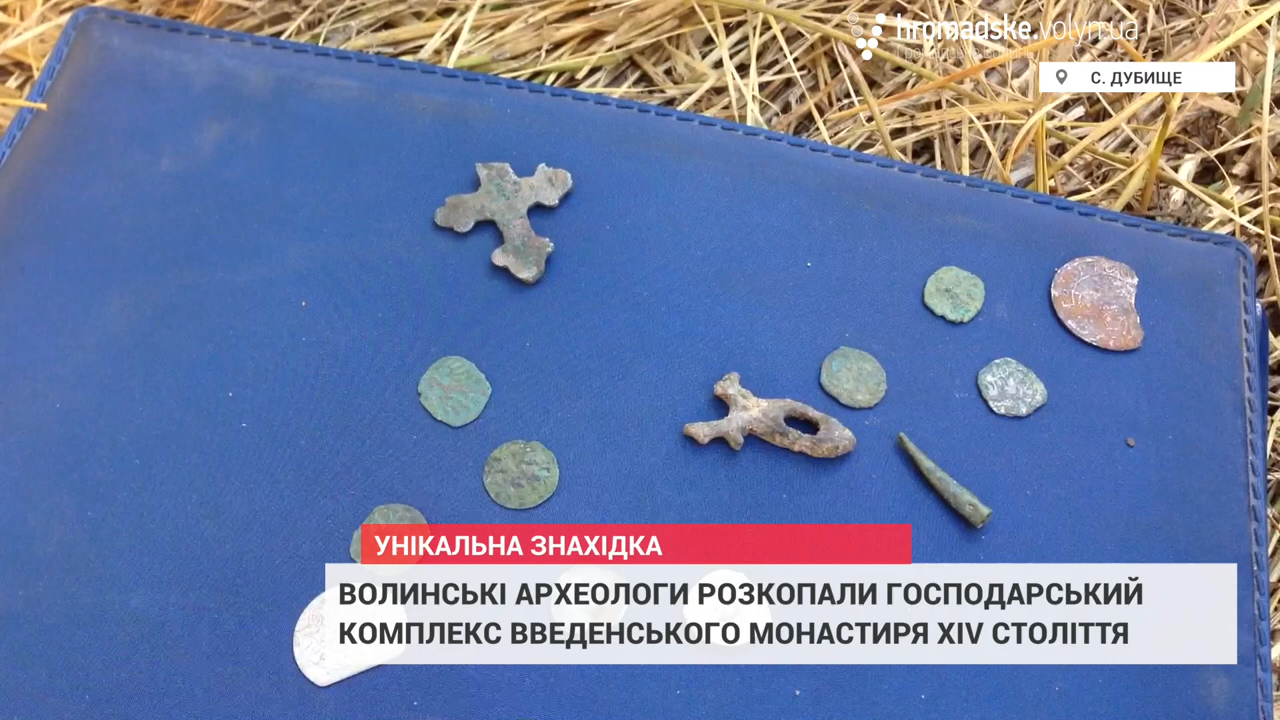 hromadske.volyn.ua
С. ДУБИЩЕ
УНІКАЛЬНА ЗНАХІДКА
ВОЛИНСЬКІ АРХЕОЛОГИ РОЗКОПАЛИ ГОСПОДАРСЬКИЙ
КОМПЛЕКС ВВЕДЕНСЬКОГО МОНАСТИРЯ XIV СТОЛІТТЯ